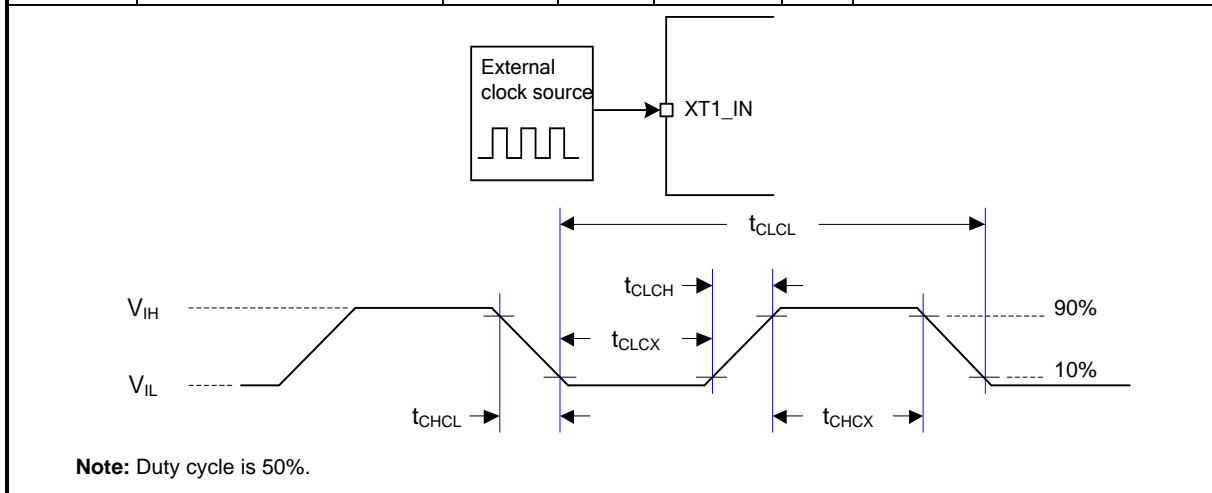 External
clock source
XT1_IN
tCLCL
tCLCH
VIH
90%
tCLCX
VIL
10%
tCHCL
tCHCX
Note: Duty cycle is 50%.